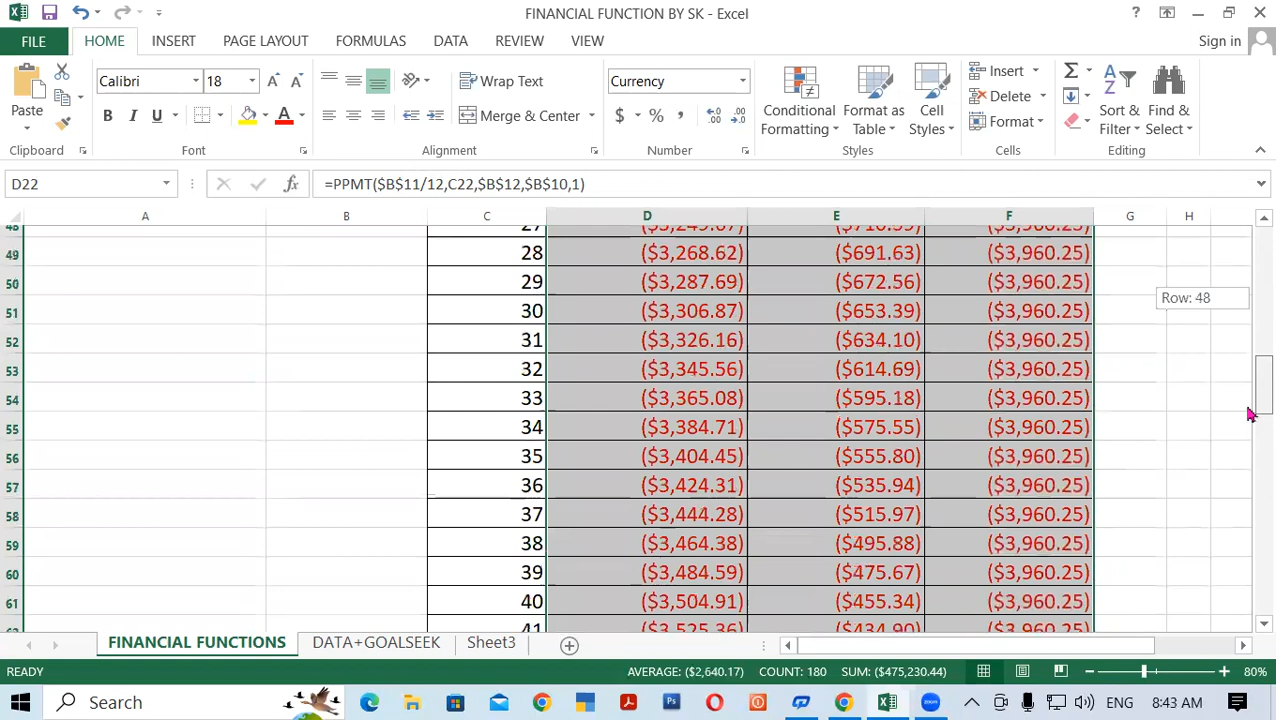 FINANCIAL FUNCTION BY SK - Excel
?
FILE HOME INSERT PAGE LAYOUT FORMULAS DATA REVIEW VIEW Sign in
Paste
Calibri 18
Wrap Text
Merge & Center
Currency
$ % ,
Conditional Formatting
Format as Table
Cell Styles
Insert
Delete
Format
Sort & Filter
Find & Select
B I U
Clipboard Font Alignment Number Styles Cells Editing
D22 fx =PPMT($B$11/12,C22,$B$12,$B$10,1)
A B C D E F G H
49 28 ($3,268.62) ($691.63) ($3,960.25)
50 29 ($3,287.69) ($672.56) ($3,960.25)
Row: 48
51 30 ($3,306.87) ($653.39) ($3,960.25)
52 31 ($3,326.16) ($634.10) ($3,960.25)
53 32 ($3,345.56) ($614.69) ($3,960.25)
54 33 ($3,365.08) ($595.18) ($3,960.25)
55 34 ($3,384.71) ($575.55) ($3,960.25)
56 35 ($3,404.45) ($555.80) ($3,960.25)
57 36 ($3,424.31) ($535.94) ($3,960.25)
58 37 ($3,444.28) ($515.97) ($3,960.25)
59 38 ($3,464.38) ($495.88) ($3,960.25)
60 39 ($3,484.59) ($475.67) ($3,960.25)
61 40 ($3,504.91) ($455.34) ($3,960.25)
41 ($3,525.36) ($434.90) ($3,960.25)
FINANCIAL FUNCTIONS DATA+GOALSEEK Sheet3
READY AVERAGE: ($2,640.17) COUNT: 180 SUM: ($475,230.44) 80%
Search ENG 8:43 AM